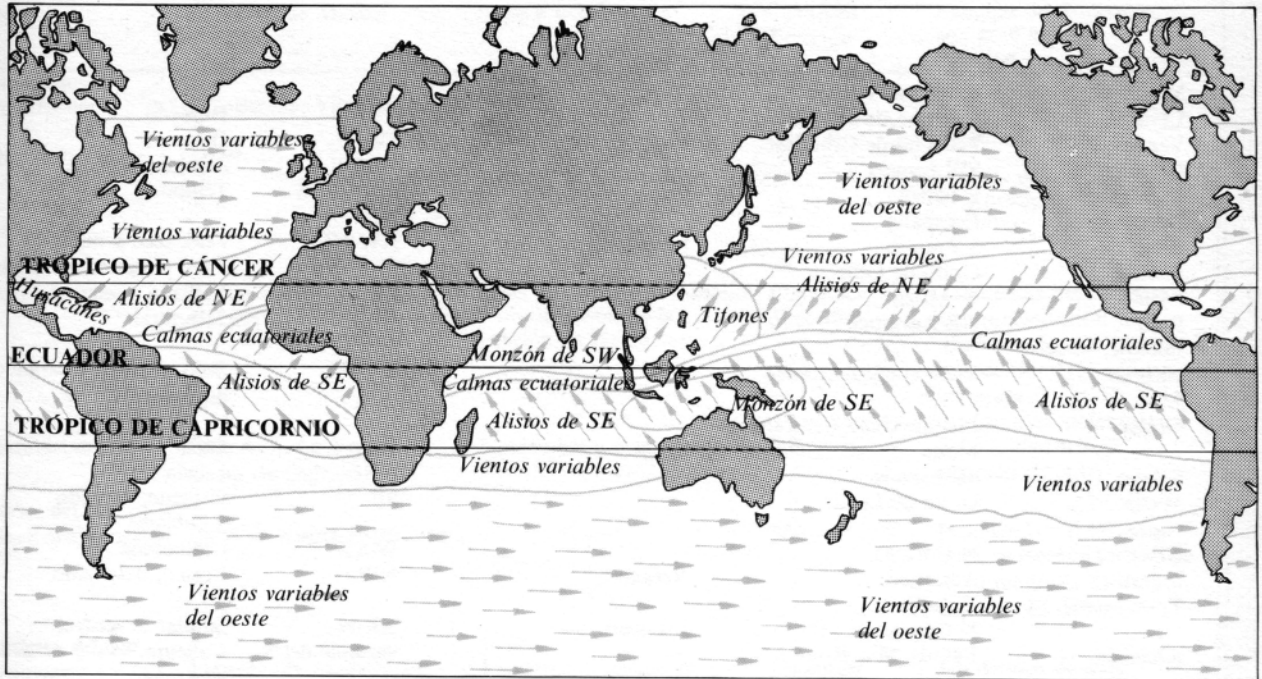 Vientos variables
del oeste
Vientos variables
del oeste
Vientos variables
Vientos variables
TRÓPICO DE CÁNCER
Huracanes
Alisios de NE
Alisios de NE
Tifones
Calmas ecuatoriales
Calmas ecuatoriales
ECUADOR
Monzón de SW
Alisios de SE
Calmas ecuatoriales
Monzón de SE
Alisios de SE
Alisios de SE
TRÓPICO DE CAPRICORNIO
Vientos variables
Vientos variables
Vientos variables
del oeste
Vientos variables
del oeste